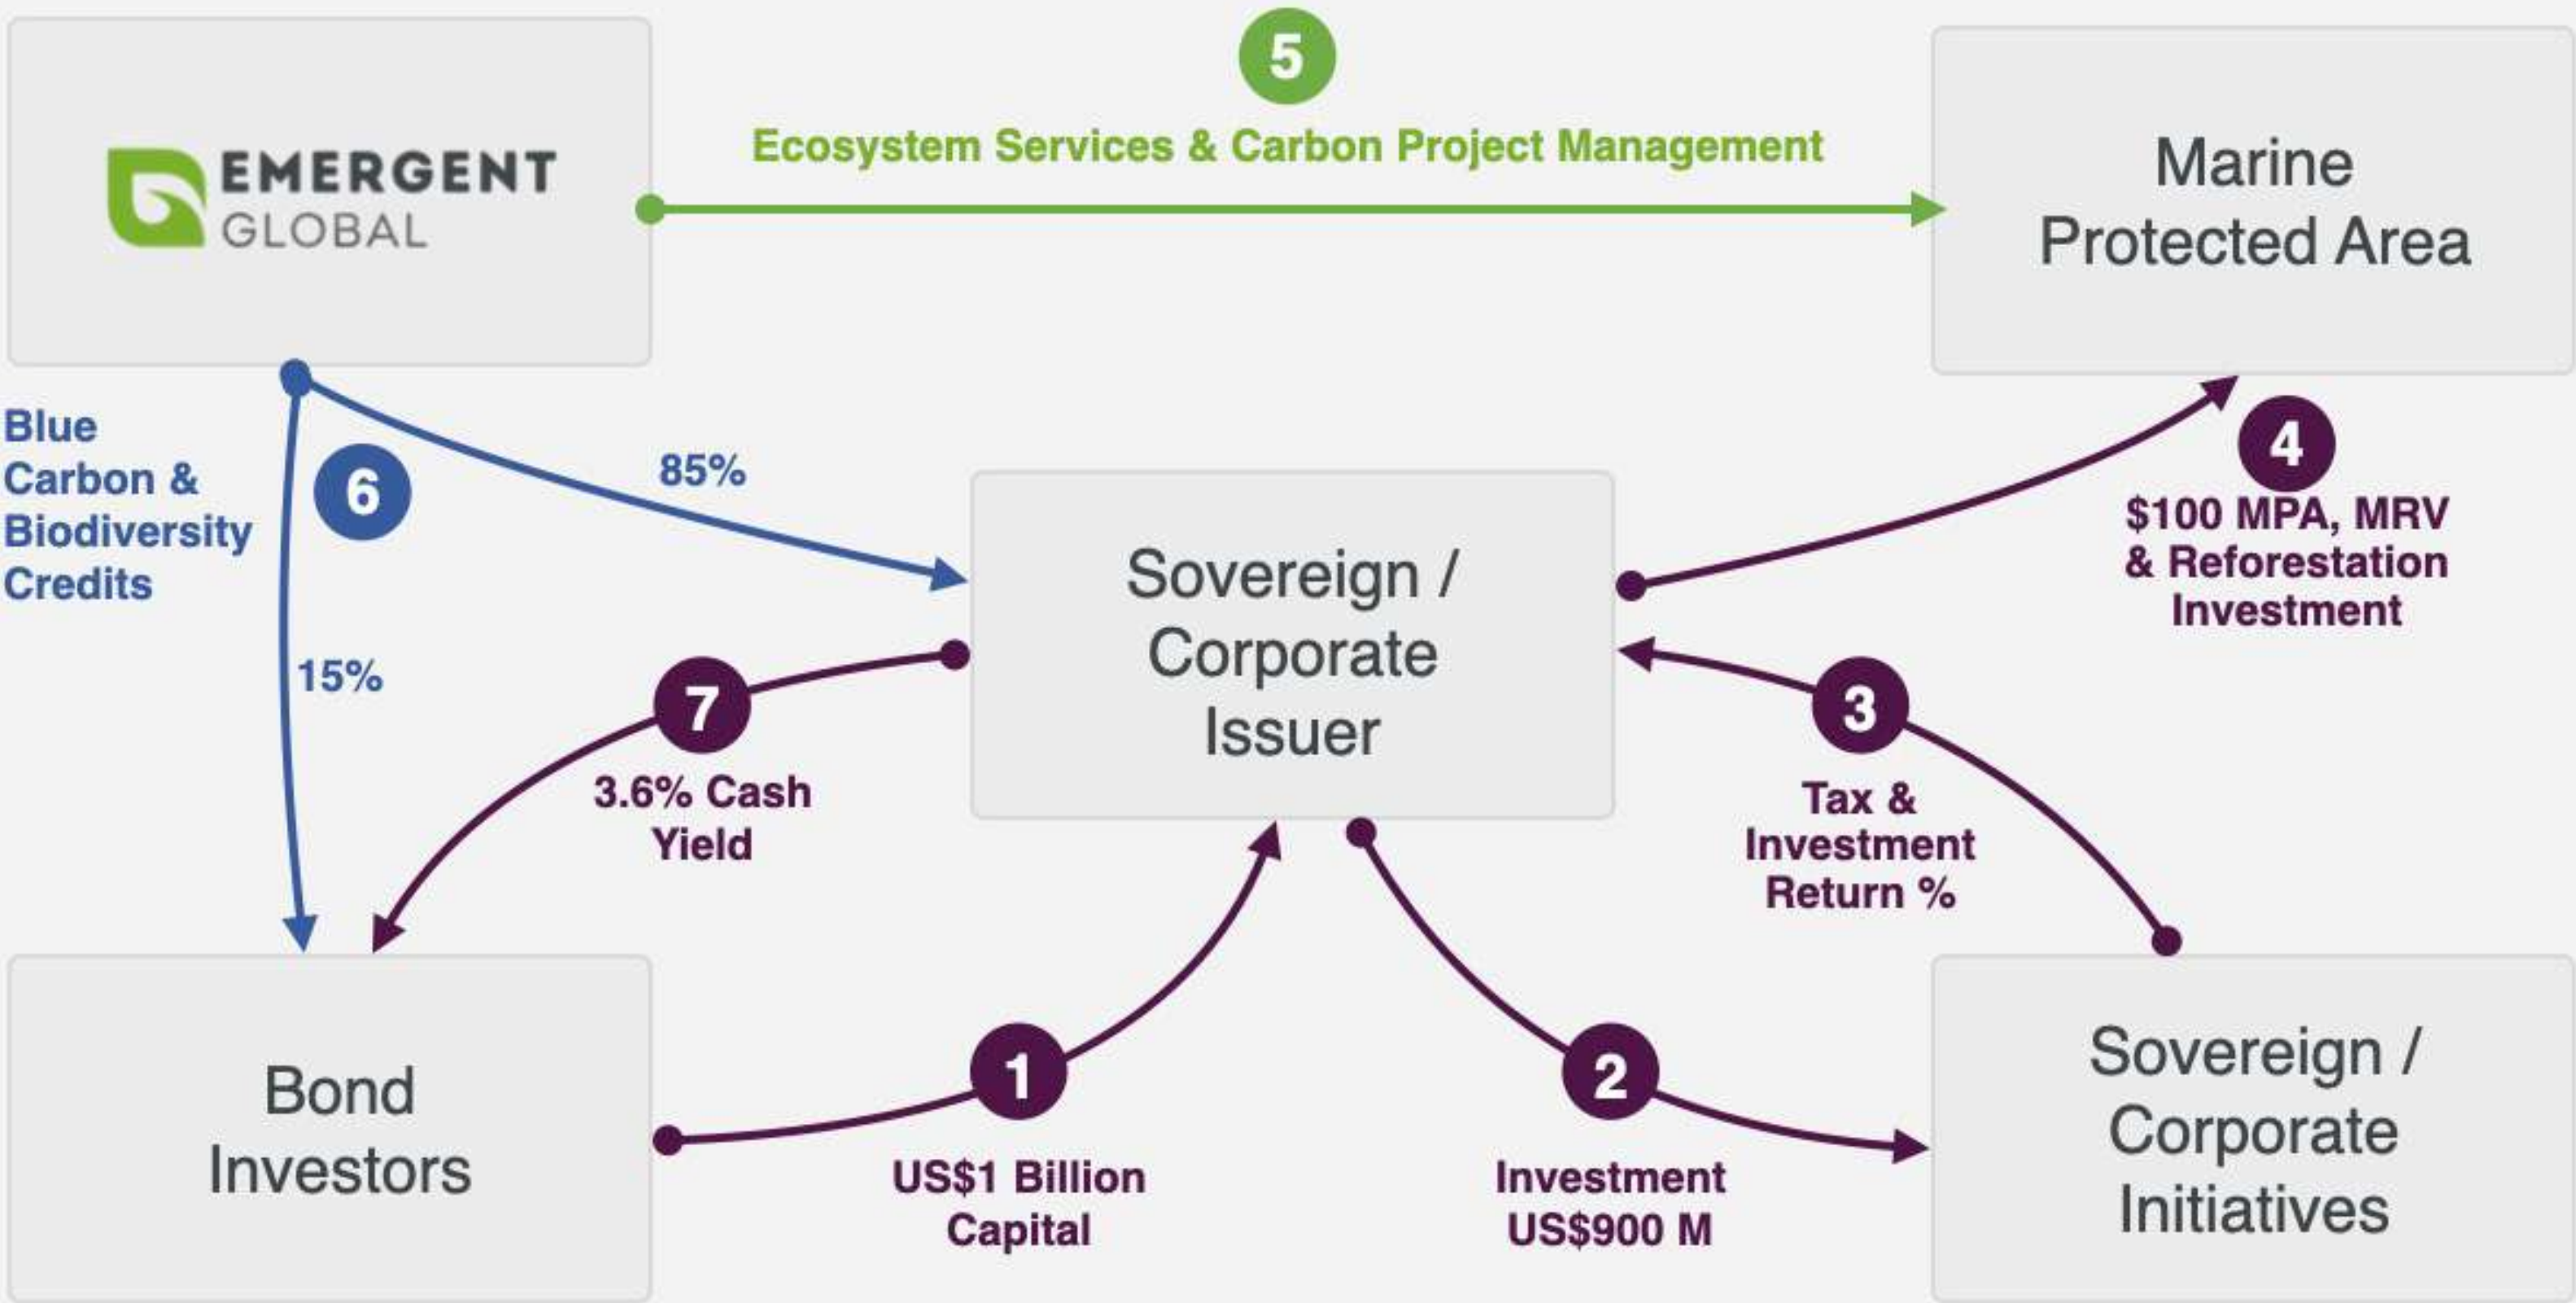 EMERGENT
GLOBAL
5
Ecosystem Services & Carbon Project Management
Marine
Protected Area
Blue
Carbon &
Biodiversity
Credits
6
85%
15%
Sovereign /
Corporate
Issuer
4
$100 MPA, MRV
& Reforestation
Investment
7
3.6% Cash
Yield
3
Tax &
Investment
Return %
Bond
Investors
1
US$1 Billion
Capital
2
Investment
US$900 M
Sovereign /
Corporate
Initiatives